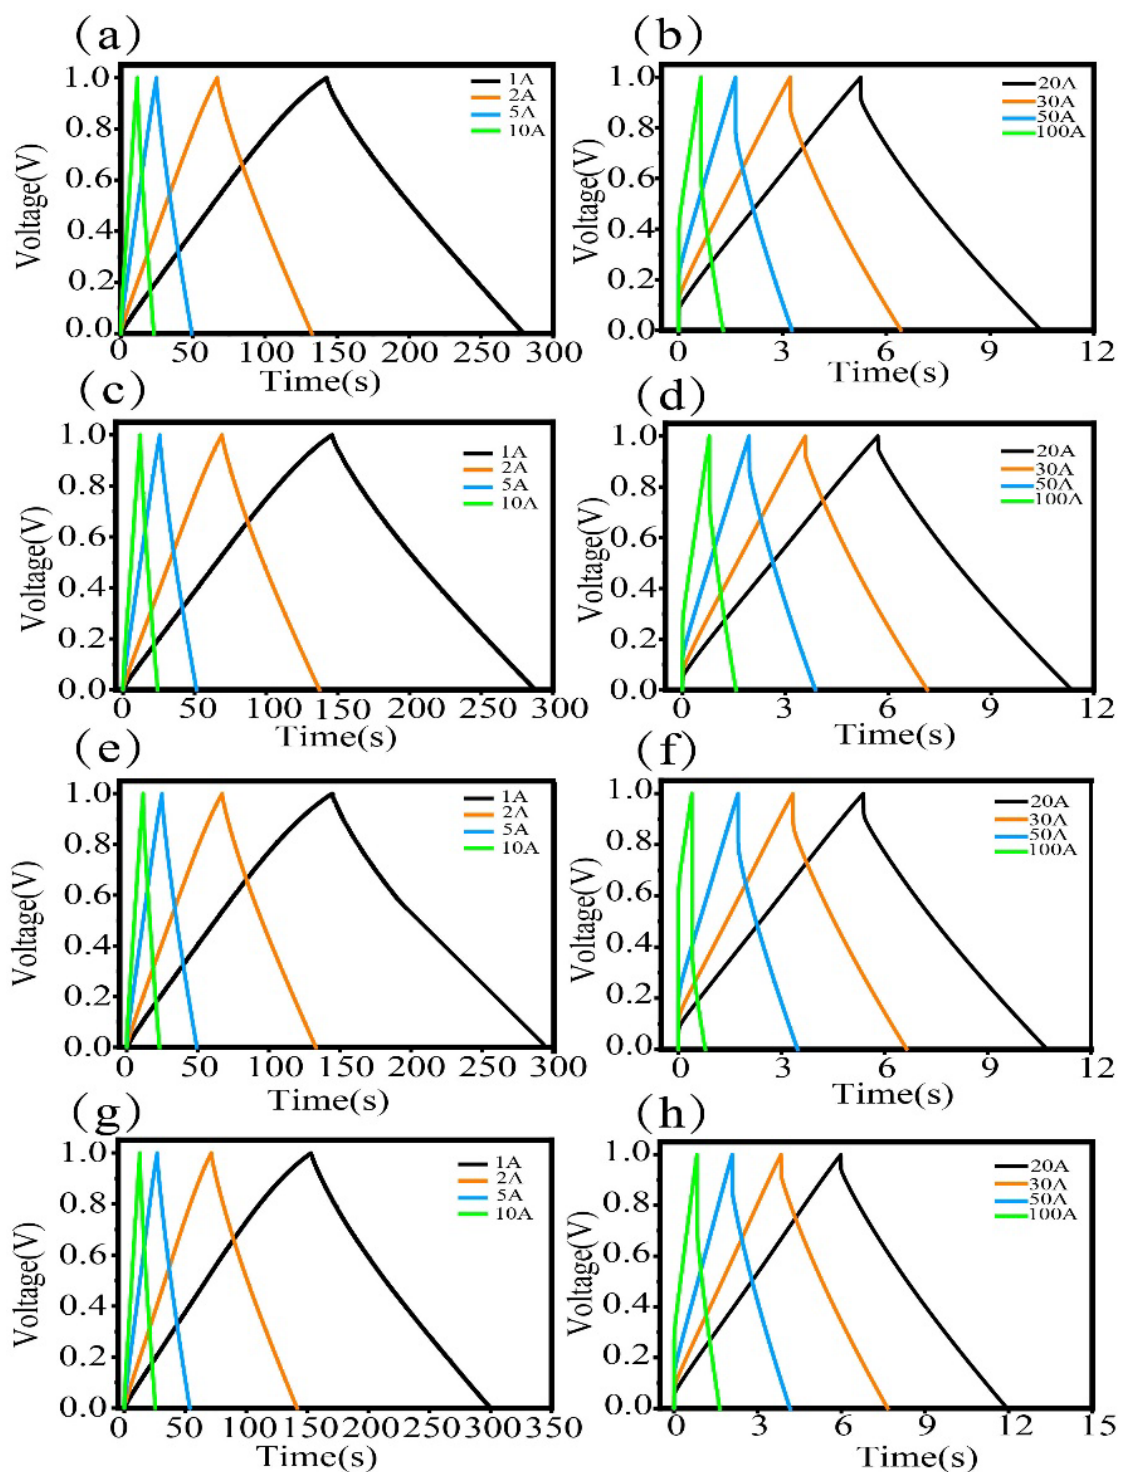 (a)
1.0
0.8
0.6
0.4
0.2
0.0
Voltage(V)
1A
2A
5A
10A
0 50 100 150 200 250 300
Time(s)
(b)
1.0
0.8
0.6
0.4
0.2
0.0
Voltage(V)
20A
30A
50A
100A
0 3 6 9 12
Time(s)
(c)
1.0
0.8
0.6
0.4
0.2
0.0
Voltage(V)
1A
2A
5A
10A
0 50 100 150 200 250 300
Time(s)
(d)
1.0
0.8
0.6
0.4
0.2
0.0
Voltage(V)
20A
30A
50A
100A
0 3 6 9 12
Time(s)
(e)
1.0
0.8
0.6
0.4
0.2
0.0
Voltage(V)
1A
2A
5A
10A
0 50 100 150 200 250 300
Time(s)
(f)
1.0
0.8
0.6
0.4
0.2
0.0
Voltage(V)
20A
30A
50A
100A
0 3 6 9 12
Time(s)
(g)
1.0
0.8
0.6
0.4
0.2
0.0
Voltage(V)
1A
2A
5A
10A
0 50 100 150 200 250 300 350
Time(s)
(h)
1.0
0.8
0.6
0.4
0.2
0.0
Voltage(V)
20A
30A
50A
100A
0 3 6 9 12 15
Time(s)